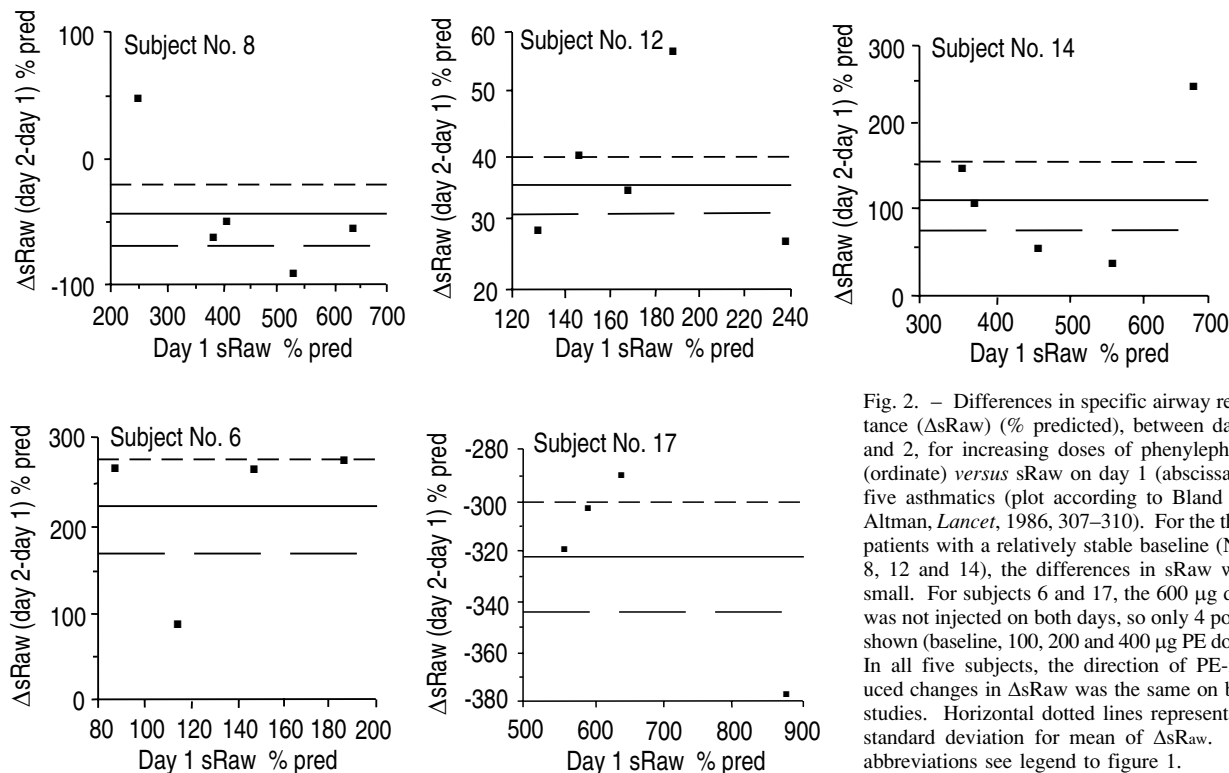 Subject No. 8
ΔsRaw (day 2-day 1) % pred
100
0
-100
200 300 400 500 600 700
Day 1 sRaw % pred
Subject No. 12
ΔsRaw (day 2-day 1) % pred
60
50
40
30
20
120 140 160 180 200 220 240
Day 1 sRaw % pred
Subject No. 14
ΔsRaw (day 2-day 1) % pred
300
200
100
0
300 400 500 600 700
Day 1 sRaw % pred
Subject No. 6
ΔsRaw (day 2-day 1) % pred
300
200
100
0
80 100 120 140 160 180 200
Day 1 sRaw % pred
Subject No. 17
ΔsRaw (day 2-day 1) % pred
-280
-300
-320
-340
-360
-380
500 600 700 800 900
Day 1 sRaw % pred
Fig. 2. – Differences in specific airway re
tance (ΔsRaw) (% predicted), between da
and 2, for increasing doses of phenyleph
(ordinate) versus sRaw on day 1 (abscissa
five asthmatics (plot according to Bland
Altman, Lancet, 1986, 307–310). For the th
patients with a relatively stable baseline (N
8, 12 and 14), the differences in sRaw w
small. For subjects 6 and 17, the 600 µg d
was not injected on both days, so only 4 po
shown (baseline, 100, 200 and 400 µg PE do
In all five subjects, the direction of PE-
uced changes in ΔsRaw was the same on b
studies. Horizontal dotted lines represent
standard deviation for mean of ΔsRaw.
abbreviations see legend to figure 1.